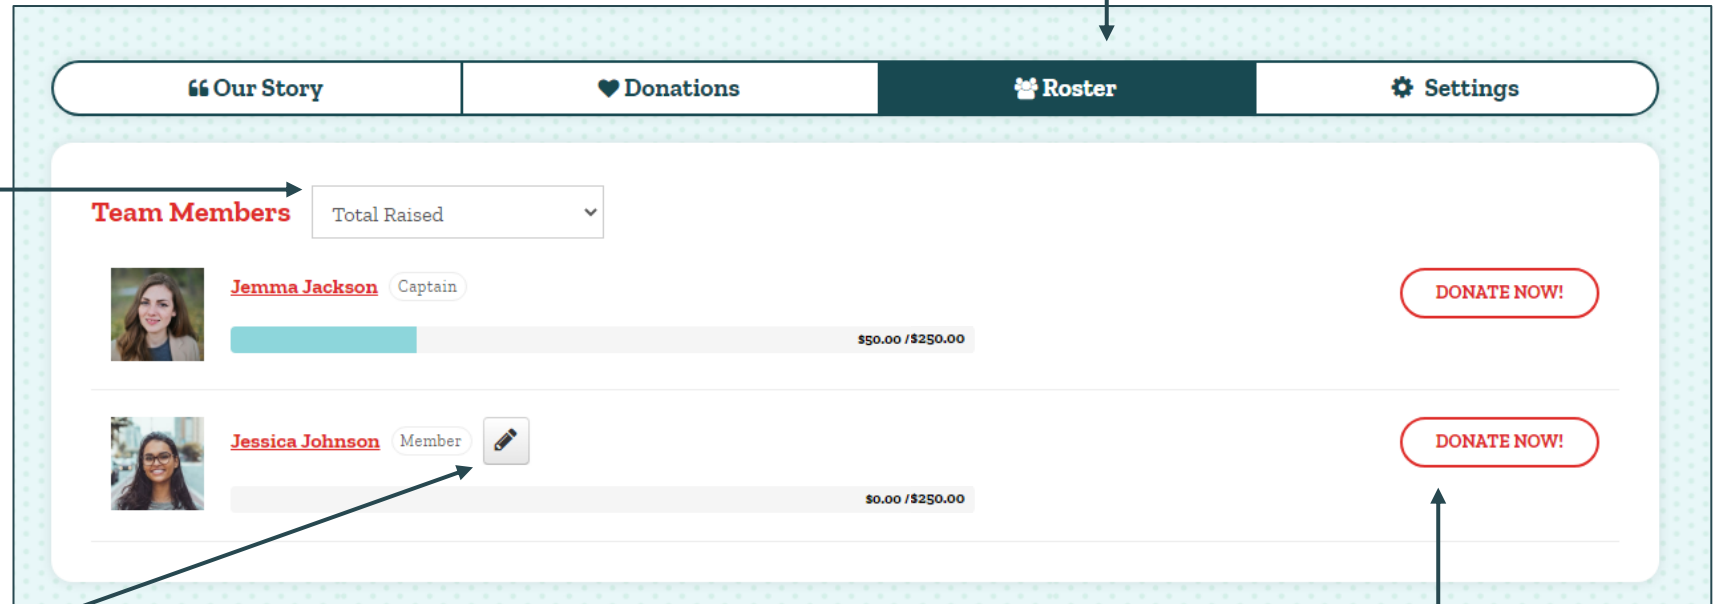 Our Story
Donations
Roster
Settings
Team Members
Total Raised
Jemma Jackson Captain
DONATE NOW!
$50.00 /$250.00
Jessica Johnson Member
DONATE NOW!
$0.00 /$250.00